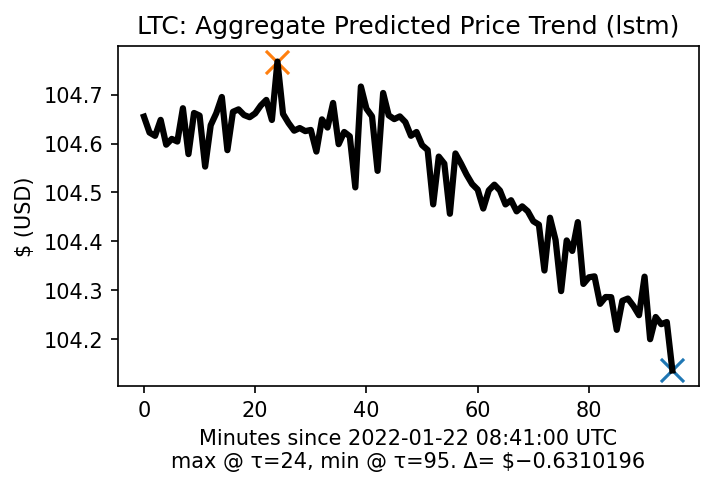 LTC: Aggregate Predicted Price Trend (lstm)
$ (USD)
104.7
104.6
104.5
104.4
104.3
104.2
0 20 40 60 80
Minutes since 2022-01-22 08:41:00 UTC
max @ τ=24, min @ τ=95. Δ= $−0.6310196